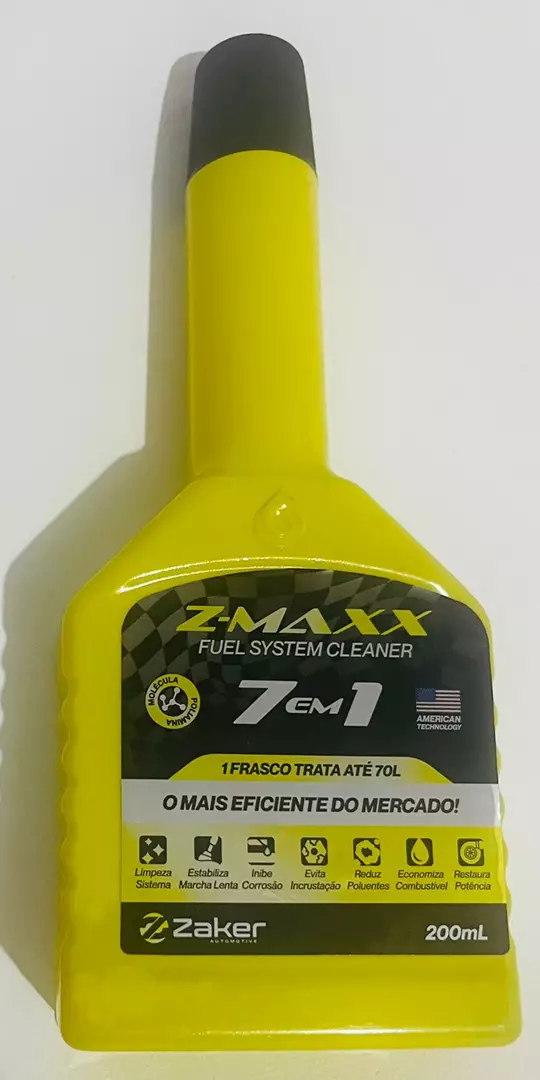 Z-MAXX
FUEL SYSTEM CLEANER
MOLÉCULA
POLIAMINA
7 EM 1
AMERICAN
TECHNOLOGY
1 FRASCO TRATA ATÉ 70L
O MAIS EFICIENTE DO MERCADO!
Limpeza Sistema
Estabiliza Marcha Lenta
Inibe Corrosão
Evita Incrustação
Reduz Poluentes
Economiza Combustível
Restaura Potência
Zaker
AUTOMOTIVE
200mL